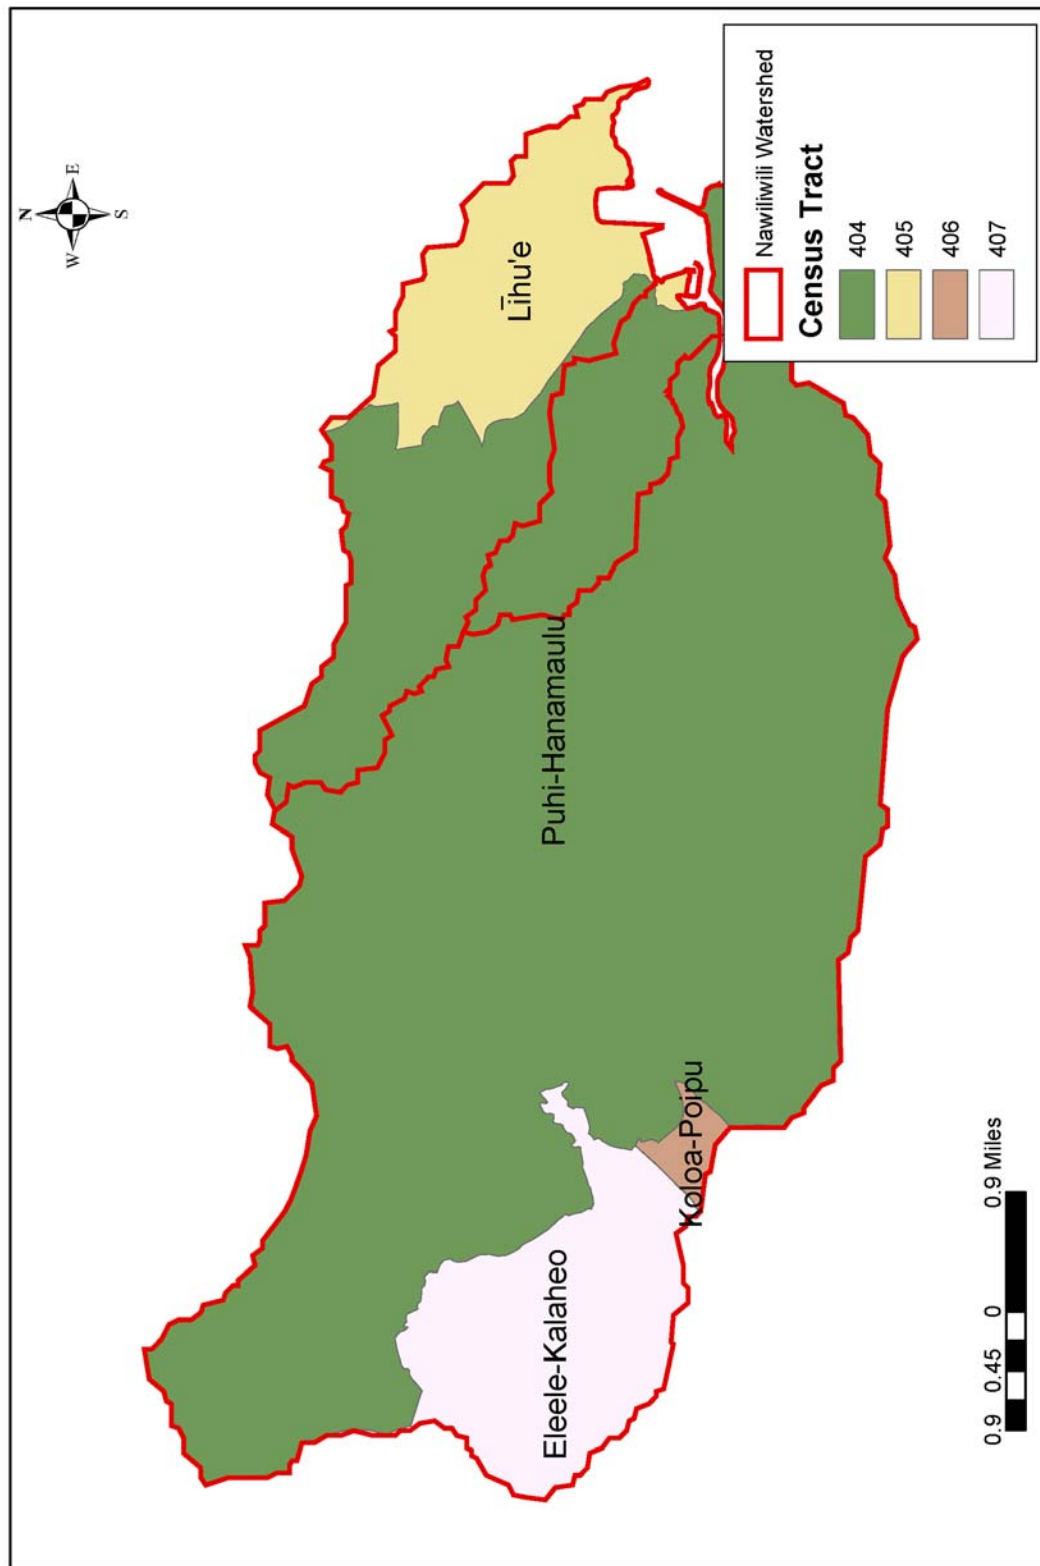 N
W
E
S
Līhu'e
Puhi-Hanamaulu
Eleele-Kalaheo
Koloa-Poipu
Nawiliwili Watershed
Census Tract
404
405
406
407
0.9 0.45 0 0.9 Miles